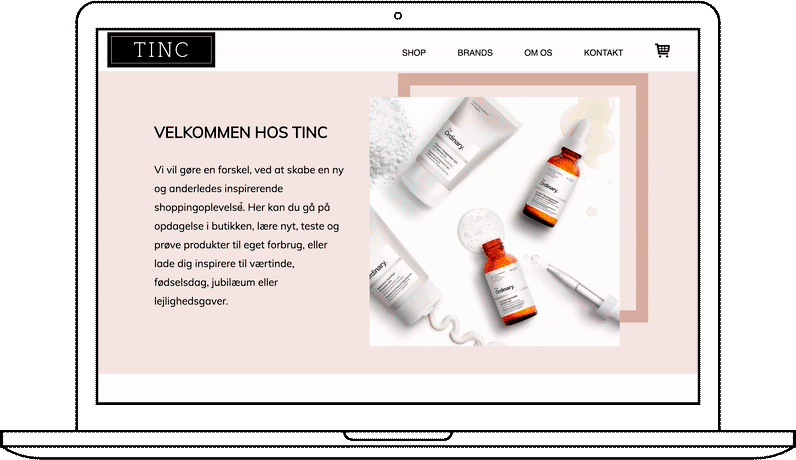 TINC
SHOP BRANDS OM OS KONTAKT
VELKOMMEN HOS TINC
Vi vil gøre en forskel, ved at skabe en ny
og anderledes inspirerende
shoppingoplevelse. Her kan du gå på
opdagelse i butikken, lære nyt, teste og
prøve produkter til eget forbrug, eller
lade dig inspirere til værtinde,
fødselsdag, jubilæum eller
lejlighedsgaver.
The
Ordinary.
The
Ordinary.
The
Ordinary.
Ordinary.